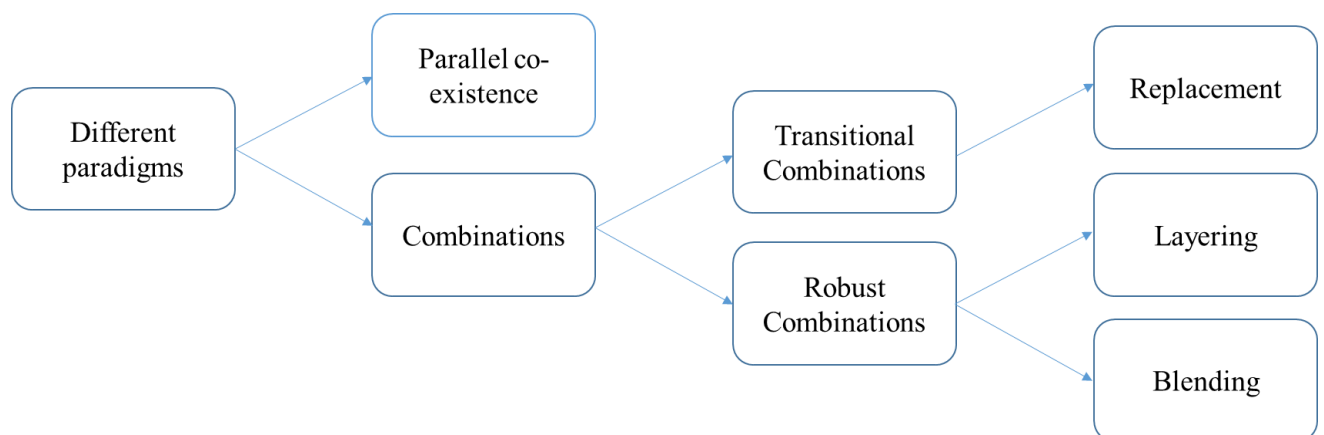 Different
paradigms
Parallel co-
existence
Combinations
Transitional
Combinations
Robust
Combinations
Replacement
Layering
Blending